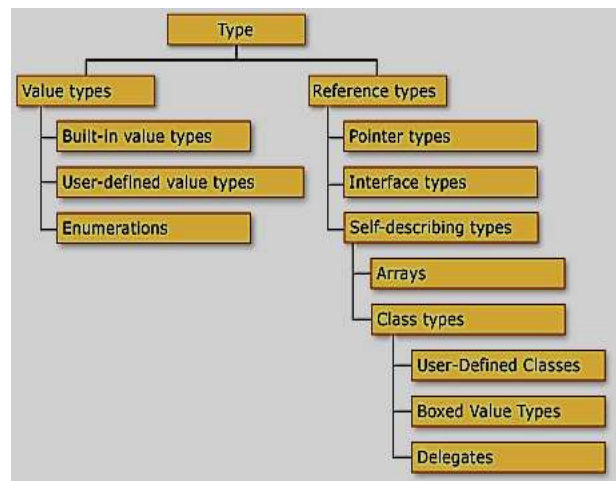 Type
Value types
Reference types
Built-in value types
Pointer types
User-defined value types
Interface types
Enumerations
Self-describing types
Arrays
Class types
User-Defined Classes
Boxed Value Types
Delegates